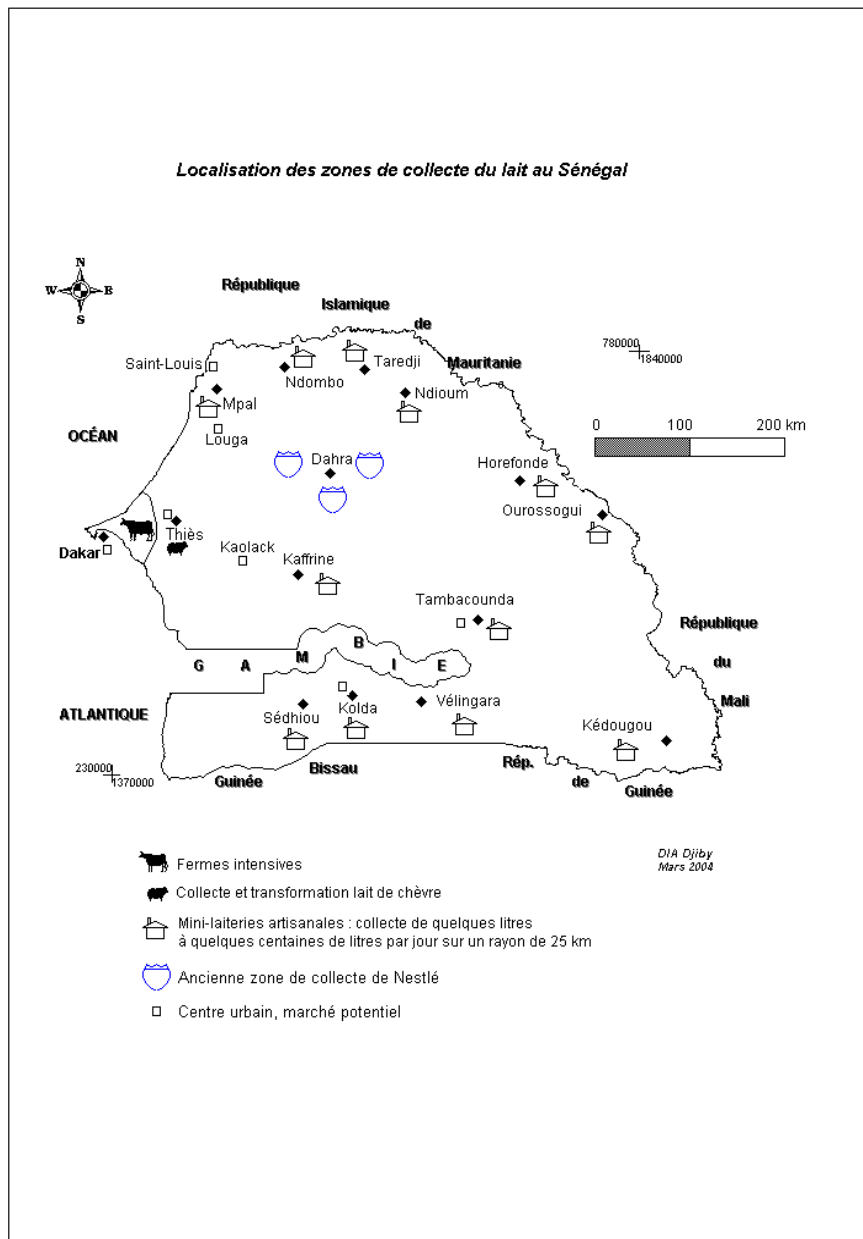 Localisation des zones de collecte du lait au Sénégal
N
W E
S
République
Islamique
de
Mauritanie
780000
1840000
Saint-Louis
Ndombo
Taredji
Ndioum
Mpal
Louga
OCÉAN
0 100 200 km
Dahra
Horefonde
Ourossogui
Thiès
Dakar
Kaolack
Kaffrine
Tambacounda
République
du
Mali
G A M B I E
ATLANTIQUE
Sédhiou
Kolda
Vélingara
Kédougou
230000
1370000
Guinée
Bissau
Rép.
de
Guinée
DIA Djiby
Mars 2004
Fermes intensives
Collecte et transformation lait de chèvre
Mini-laiteries artisanales : collecte de quelques litres
à quelques centaines de litres par jour sur un rayon de 25 km
Ancienne zone de collecte de Nestlé
Centre urbain, marché potentiel